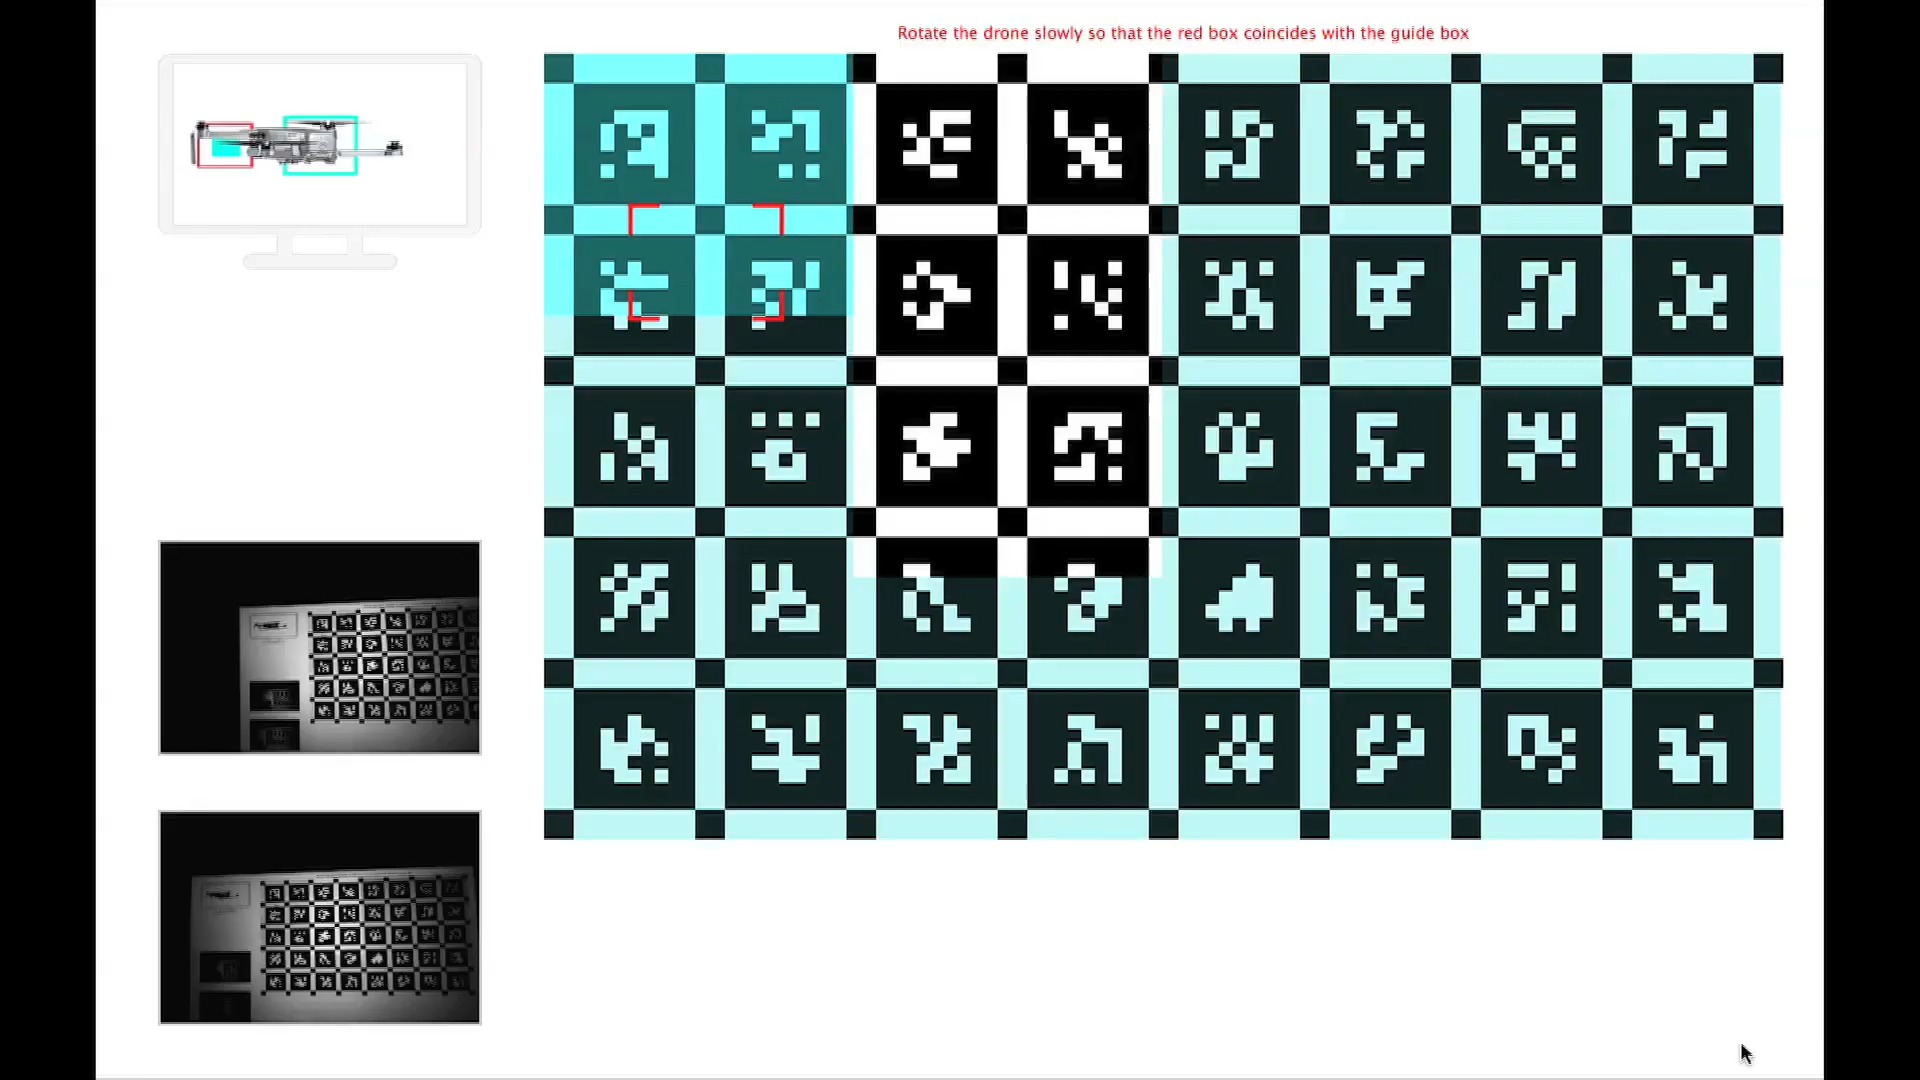 Rotate the drone slowly so that the red box coincides with the guide box